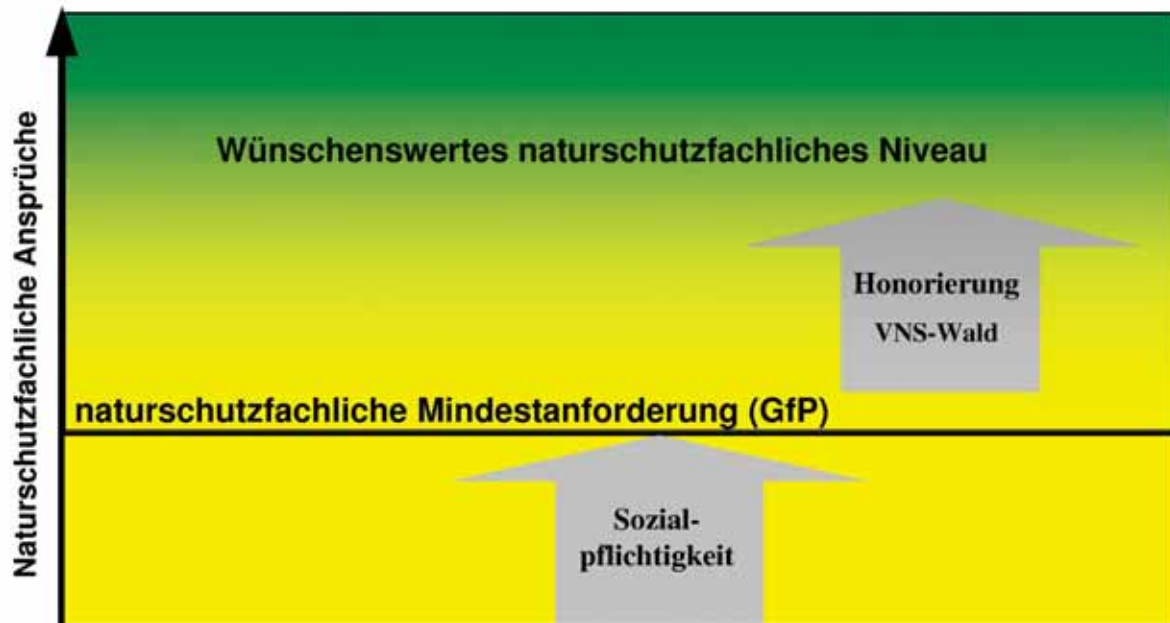 Naturschutzfachliche Ansprüche
Wünschenswertes naturschutzfachliches Niveau
Honorierung
VNS-Wald
naturschutzfachliche Mindestanforderung (GfP)
Sozial-
pflichtigkeit